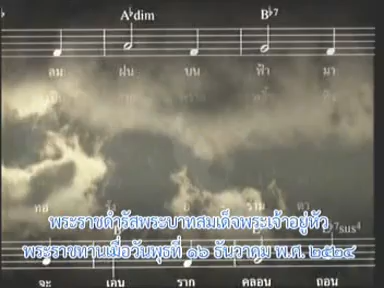 A♭dim B♭7
ลม ฝน บน ฟ้า มา
พระราชดำรัสพระบาทสมเด็จพระเจ้าอยู่หัว
พระราชทานเมื่อวันพุธที่ ๑๖ ธันวาคม พ.ศ. ๒๕๒๔
7sus4
จะ เอน ราก คลอน ถอน